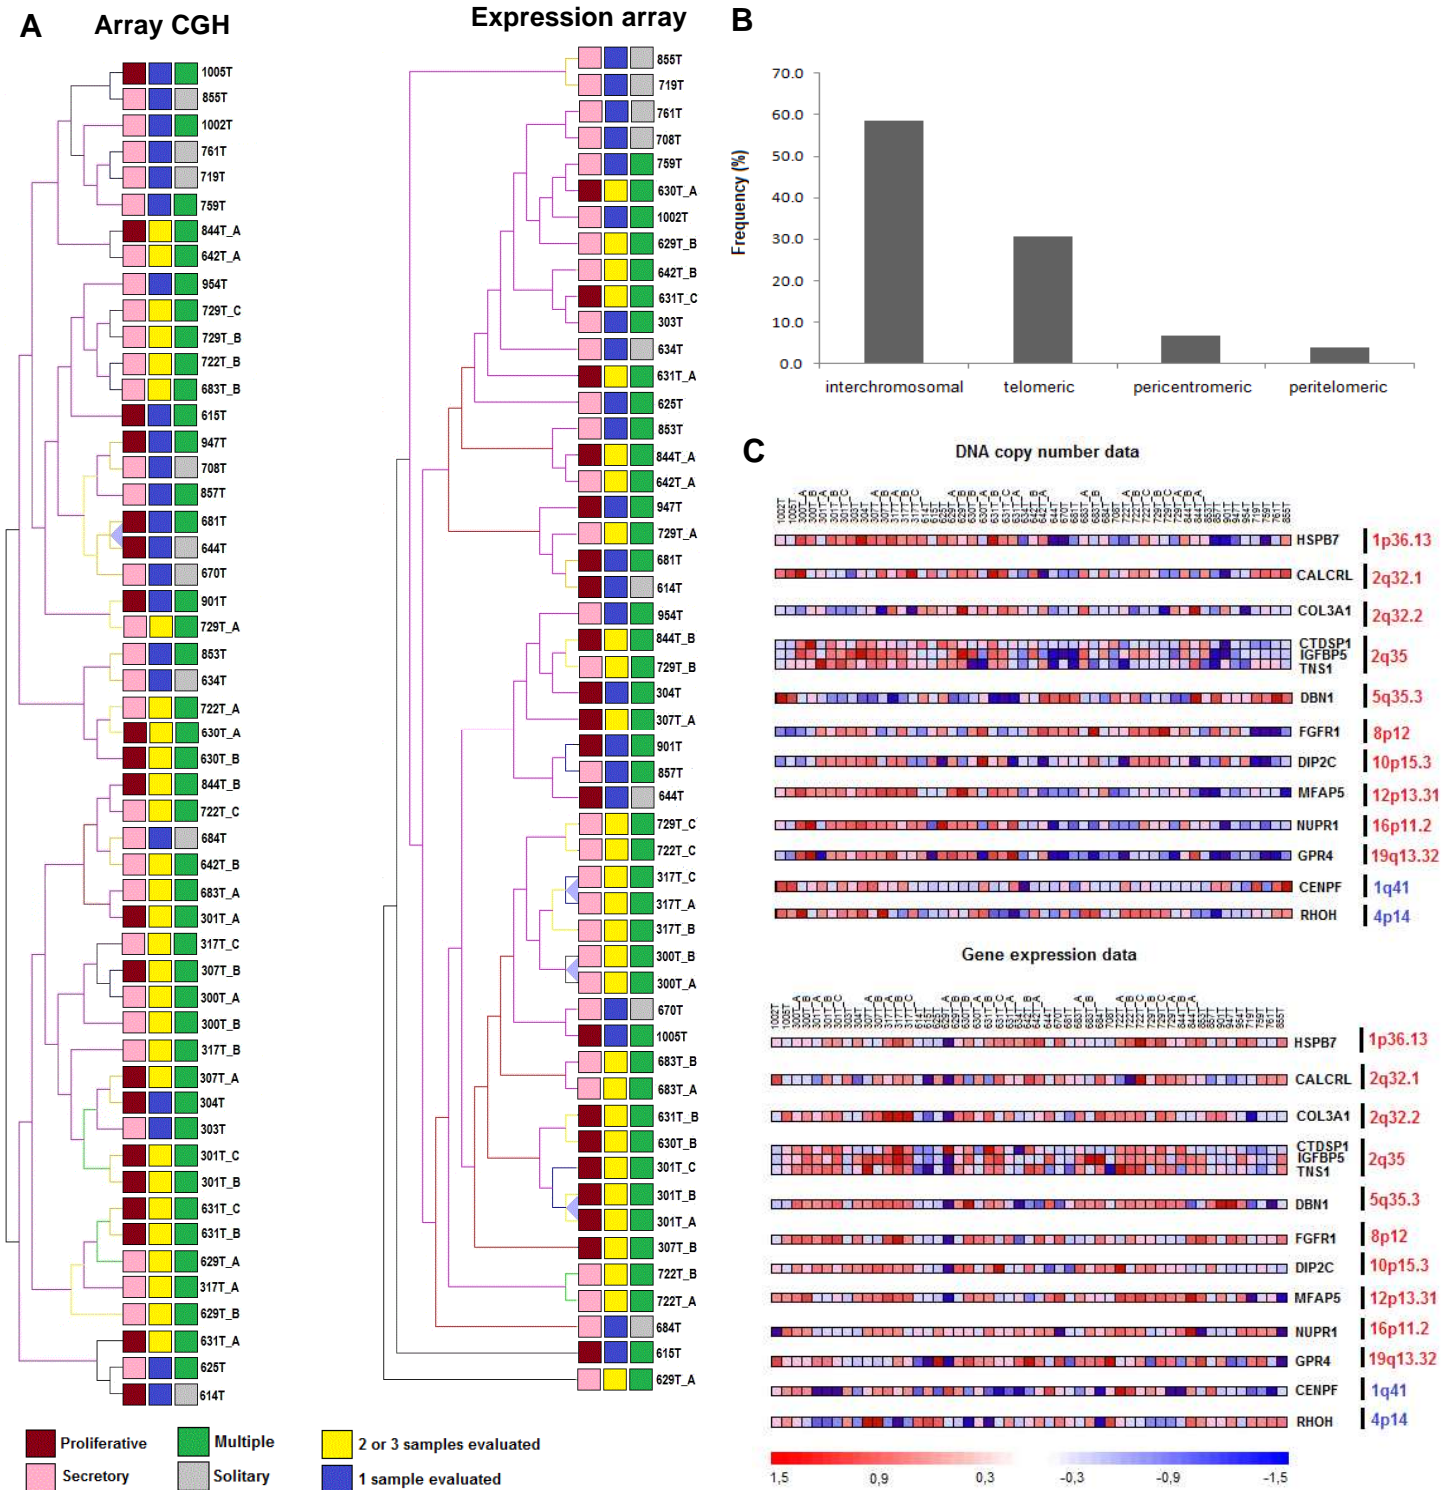 A
Array CGH
1005T
855T
1002T
761T
719T
759T
844T_A
642T_A
954T
729T_C
729T_B
722T_B
683T_B
615T
947T
708T
857T
681T
644T
670T
901T
729T_A
853T
634T
722T_A
630T_A
630T_B
844T_B
722T_C
684T
642T_B
683T_A
301T_A
317T_C
307T_B
300T_A
300T_B
317T_B
307T_A
304T
303T
301T_C
301T_B
631T_C
631T_B
629T_A
317T_A
629T_B
631T_A
625T
614T
Expression array
855T
719T
761T
708T
759T
630T_A
1002T
629T_B
642T_B
631T_C
303T
634T
631T_A
625T
853T
844T_A
642T_A
947T
729T_A
681T
614T
954T
844T_B
729T_B
304T
307T_A
901T
857T
644T
729T_C
722T_C
317T_C
317T_A
317T_B
300T_B
300T_A
670T
1005T
683T_B
683T_A
631T_B
630T_B
301T_C
301T_B
301T_A
307T_B
722T_B
722T_A
684T
615T
629T_A
Proliferative
Secretory
Multiple
Solitary
2 or 3 samples evaluated
1 sample evaluated
B
Frequency (%)
70.0
60.0
50.0
40.0
30.0
20.0
10.0
0.0
interchromosomal telomeric pericentromeric peritelomeric
C
DNA copy number data
HSPB7 1p36.13
CALCRL 2q32.1
COL3A1 2q32.2
CTDSP1
IGFBP5 2q35
TNS1
DBN1 5q35.3
FGFR1 8p12
DIP2C 10p15.3
MFAP5 12p13.31
NUPR1 16p11.2
GPR4 19q13.32
CENPF 1q41
RHOH 4p14
Gene expression data
HSPB7 1p36.13
CALCRL 2q32.1
COL3A1 2q32.2
CTDSP1
IGFBP5 2q35
TNS1
DBN1 5q35.3
FGFR1 8p12
DIP2C 10p15.3
MFAP5 12p13.31
NUPR1 16p11.2
GPR4 19q13.32
CENPF 1q41
RHOH 4p14
1,5 0,9 0,3 -0,3 -0,9 -1,5